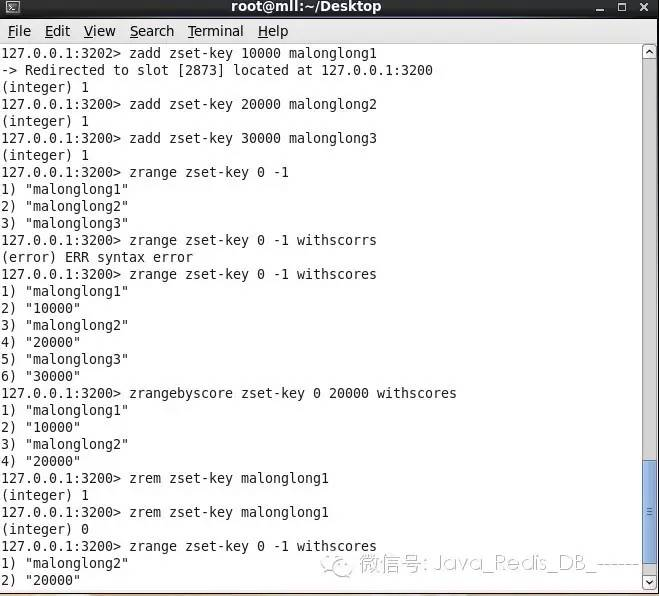 root@mll:~/Desktop
File Edit View Search Terminal Help
127.0.0.1:3202> zadd zset-key 10000 malonglong1
-> Redirected to slot [2873] located at 127.0.0.1:3200
(integer) 1
127.0.0.1:3200> zadd zset-key 20000 malonglong2
(integer) 1
127.0.0.1:3200> zadd zset-key 30000 malonglong3
(integer) 1
127.0.0.1:3200> zrange zset-key 0 -1
1) "malonglong1"
2) "malonglong2"
3) "malonglong3"
127.0.0.1:3200> zrange zset-key 0 -1 withscorrs
(error) ERR syntax error
127.0.0.1:3200> zrange zset-key 0 -1 withscores
1) "malonglong1"
2) "10000"
3) "malonglong2"
4) "20000"
5) "malonglong3"
6) "30000"
127.0.0.1:3200> zrangebyscore zset-key 0 20000 withscores
1) "malonglong1"
2) "10000"
3) "malonglong2"
4) "20000"
127.0.0.1:3200> zrem zset-key malonglong1
(integer) 1
127.0.0.1:3200> zrem zset-key malonglong1
(integer) 0
127.0.0.1:3200> zrange zset-key 0 -1 withscores
1) "malonglong2"
微信号: Java_Redis_DB_------
2) "20000"